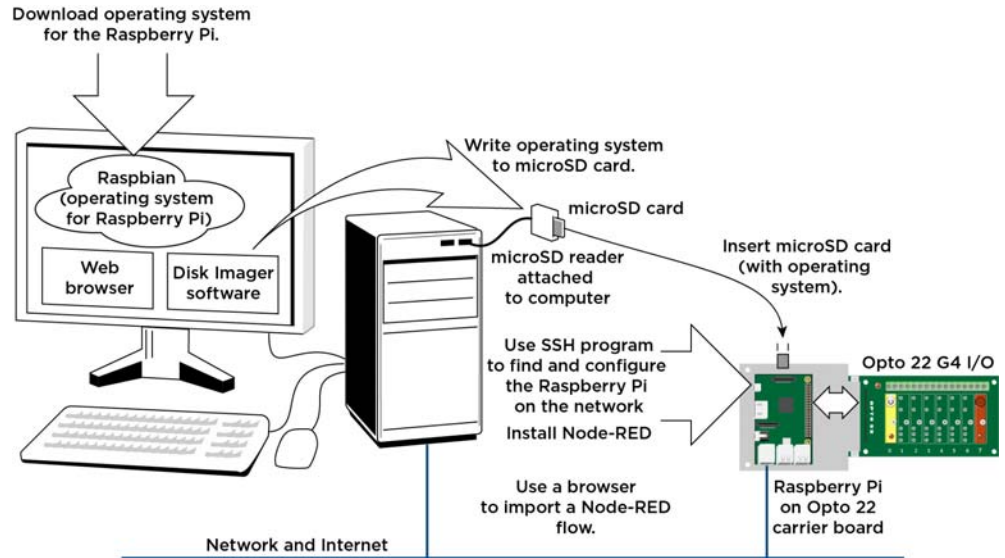 Download operating system
for the Raspberry Pi.
Raspbian
(operating system
for Raspberry Pi)
Web
browser
Disk Imager
software
Write operating system
to microSD card.
microSD card
microSD reader
attached
to computer
Insert microSD card
(with operating
system).
Use SSH program
to find and configure
the Raspberry Pi
on the network
Install Node-RED
Opto 22 G4 I/O
Use a browser
to import a Node-RED
flow.
Raspberry Pi
on Opto 22
carrier board
Network and Internet